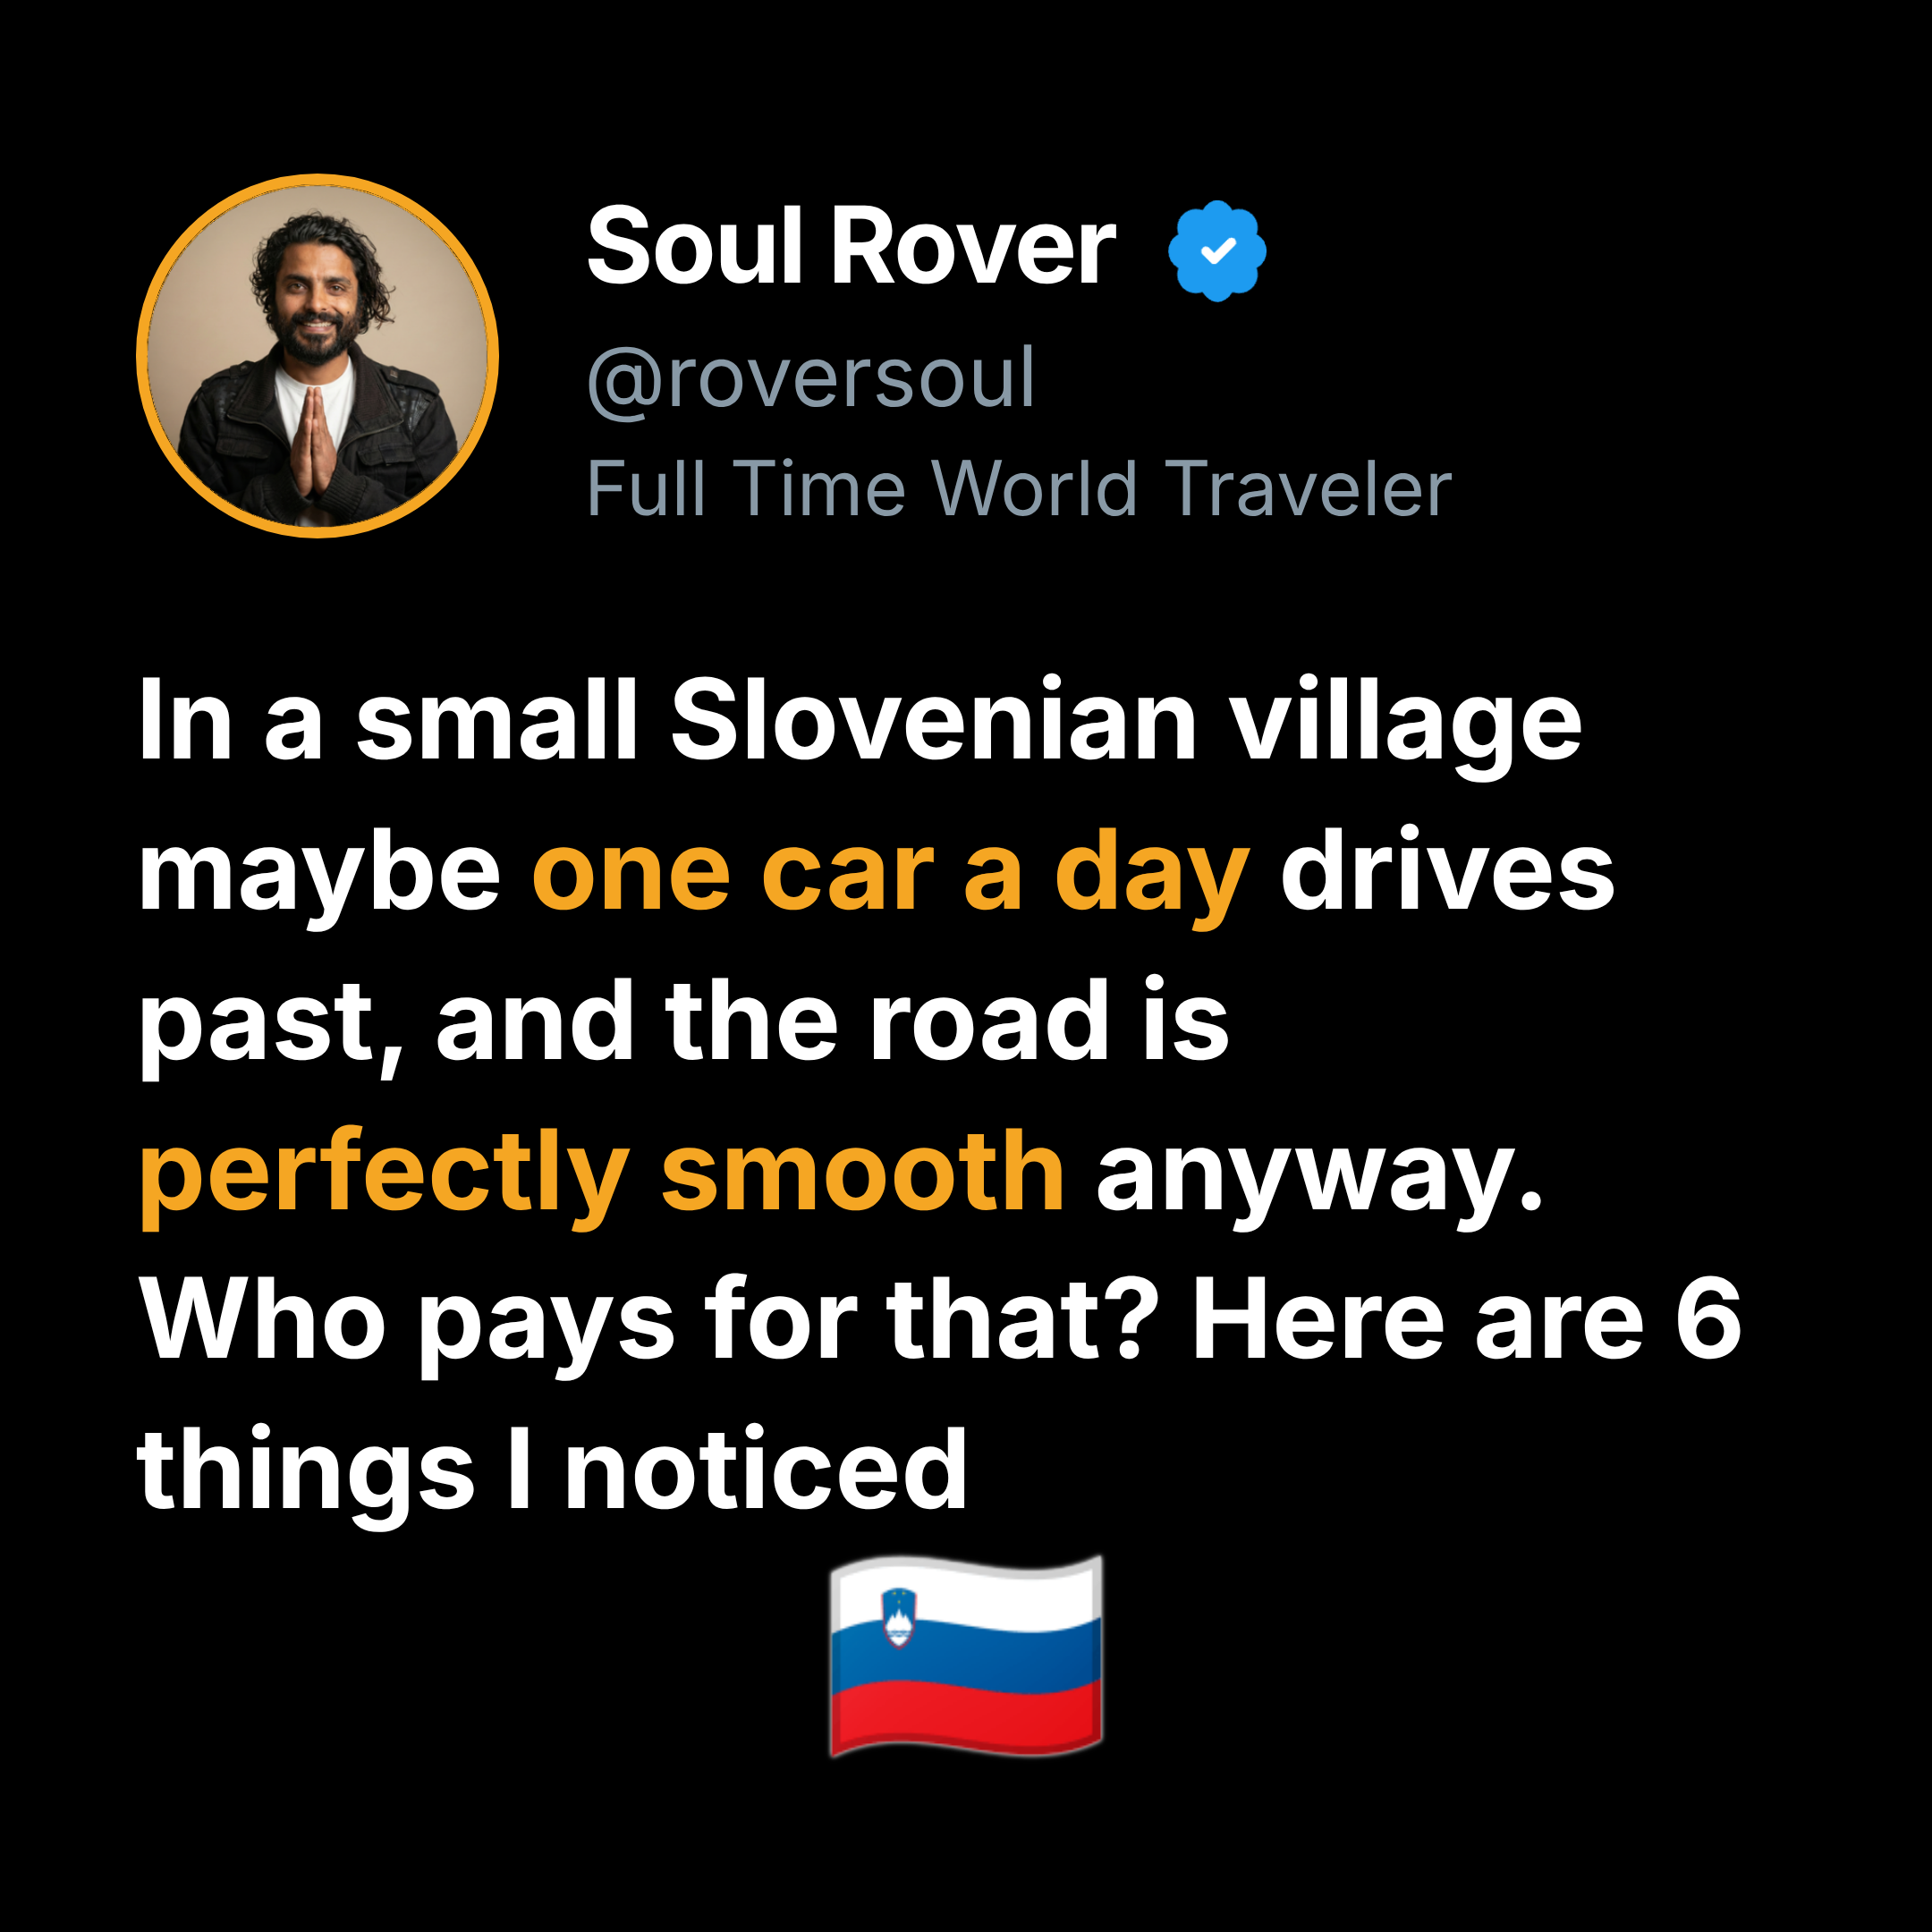 Soul Rover
@roversoul
Full Time World Traveler
In a small Slovenian village
maybe one car a day drives
past, and the road is
perfectly smooth anyway.
Who pays for that? Here are 6
things I noticed